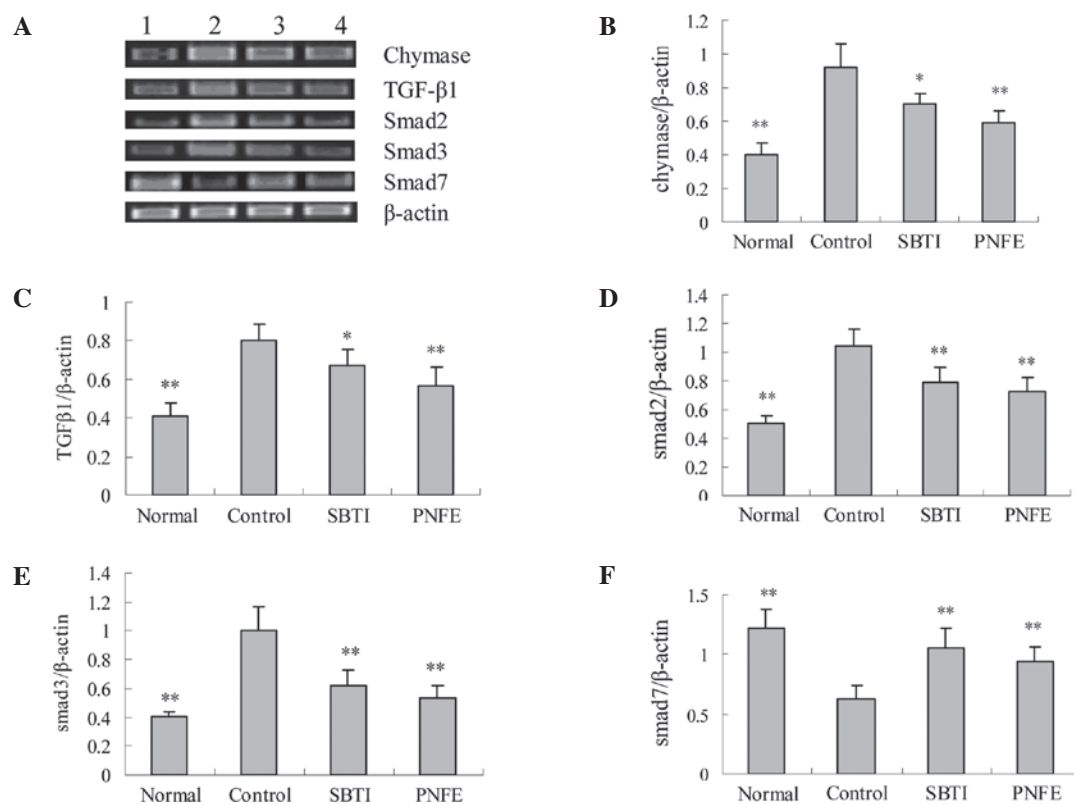 A
1 2 3 4
Chymase
TGF-β1
Smad2
Smad3
Smad7
β-actin
B
chymase/β-actin
1.2
1
0.8
0.6
0.4
0.2
0
** * **
Normal Control SBTI PNFE
C
TGFβ1/β-actin
1
0.8
0.6
0.4
0.2
0
** * **
Normal Control SBTI PNFE
D
smad2/β-actin
1.4
1.2
1
0.8
0.6
0.4
0.2
0
** ** **
Normal Control SBTI PNFE
E
smad3/β-actin
1.4
1.2
1
0.8
0.6
0.4
0.2
0
** ** **
Normal Control SBTI PNFE
F
smad7/β-actin
1.5
1
0.5
0
** ** **
Normal Control SBTI PNFE